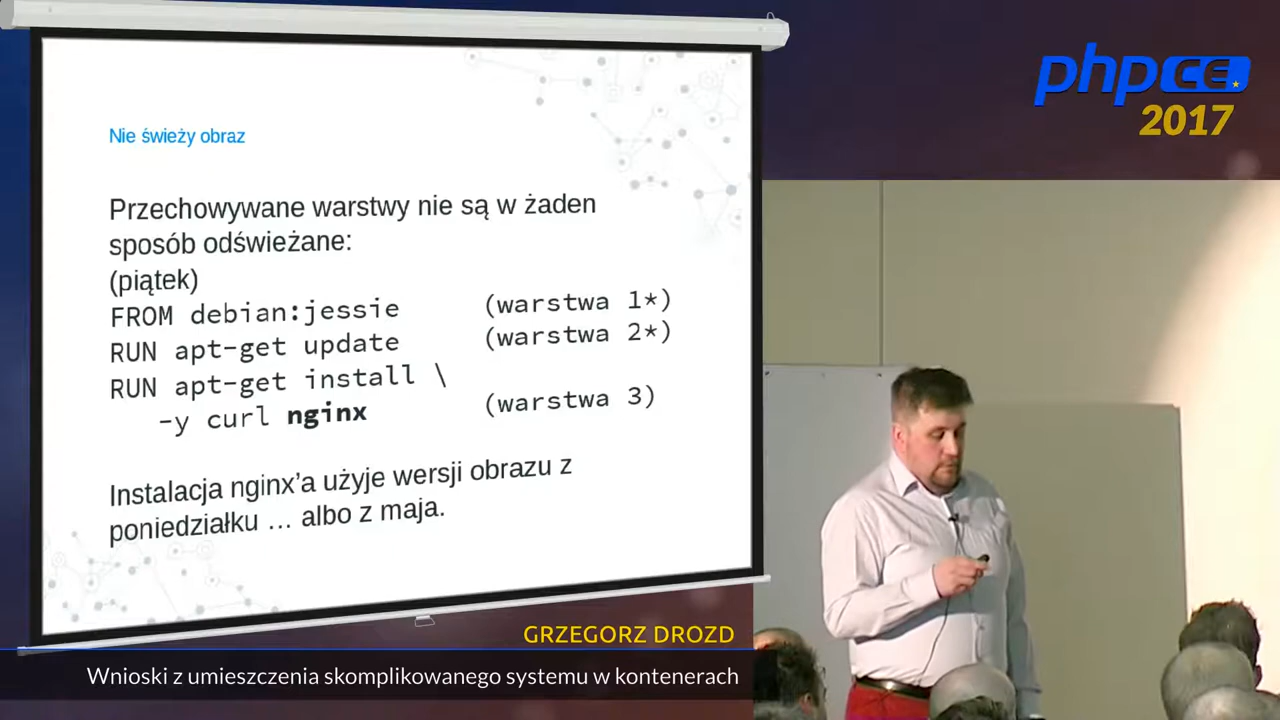 phpCE
2017
Nie świeży obraz
Przechowywane warstwy nie są w żaden
sposób odświeżane:
(piątek)
FROM debian:jessie (warstwa 1*)
RUN apt-get update (warstwa 2*)
RUN apt-get install \
-y curl nginx (warstwa 3)
Instalacja nginx’a użyje wersji obrazu z
poniedziałku … albo z maja.
GRZEGORZ DROZD
Wnioski z umieszczenia skomplikowanego systemu w kontenerach